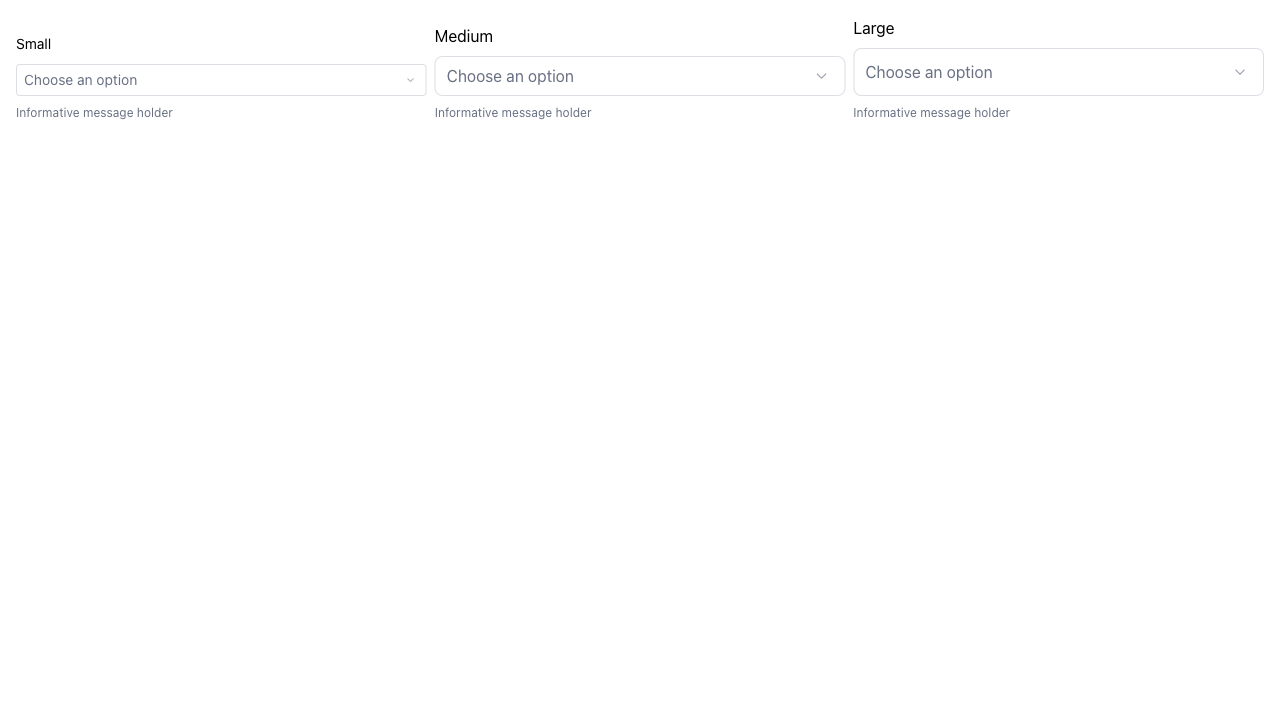 Small
Choose an option
Informative message holder
Medium
Choose an option
Informative message holder
Large
Choose an option
Informative message holder